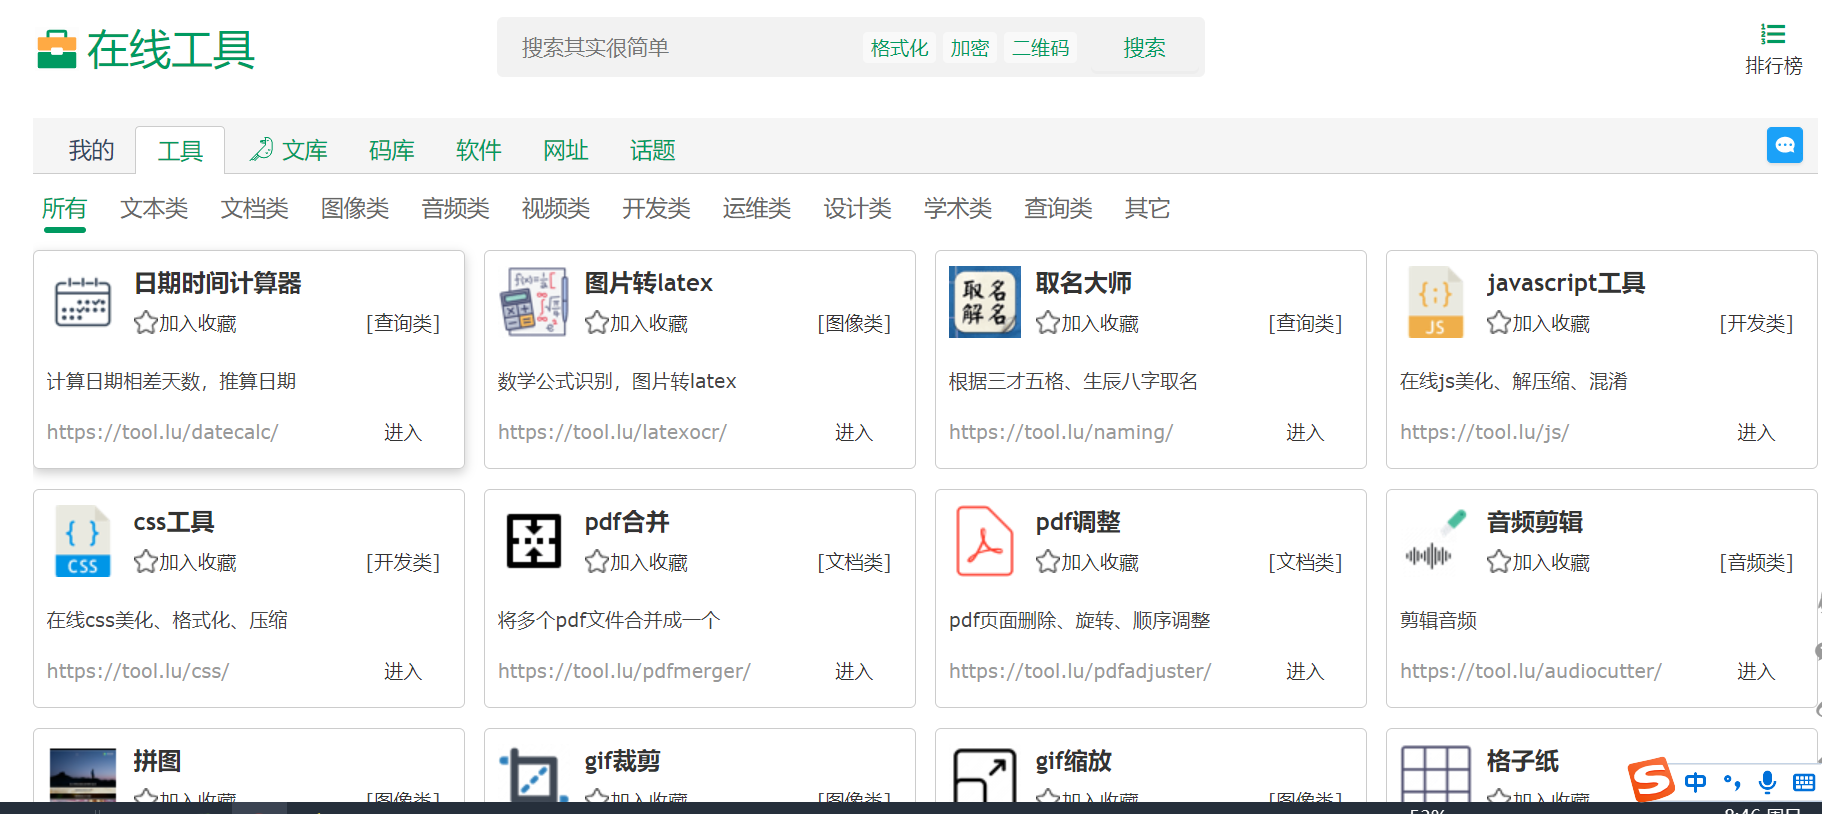 在线工具
搜索其实很简单 格式化 加密 二维码 搜索
排行榜
我的 工具 文库 码库 软件 网址 话题
所有 文本类 文档类 图像类 音频类 视频类 开发类 运维类 设计类 学术类 查询类 其它
日期时间计算器
加入收藏 [查询类]
计算日期相差天数，推算日期
https://tool.lu/datecalc/ 进入
图片转latex
加入收藏 [图像类]
数学公式识别，图片转latex
https://tool.lu/latexocr/ 进入
取名
解名
取名大师
加入收藏 [查询类]
根据三才五格、生辰八字取名
https://tool.lu/naming/ 进入
{;}
JS
javascript工具
加入收藏 [开发类]
在线js美化、解压缩、混淆
https://tool.lu/js/ 进入
{ }
CSS
css工具
加入收藏 [开发类]
在线css美化、格式化、压缩
https://tool.lu/css/ 进入
pdf合并
加入收藏 [文档类]
将多个pdf文件合并成一个
https://tool.lu/pdfmerger/ 进入
pdf调整
加入收藏 [文档类]
pdf页面删除、旋转、顺序调整
https://tool.lu/pdfadjuster/ 进入
音频剪辑
加入收藏 [音频类]
剪辑音频
https://tool.lu/audiocutter/ 进入
拼图
加入收藏 [图像类]
gif裁剪
加入收藏 [图像类]
gif缩放
加入收藏 [图像类]
格子纸
加入收藏
S 中